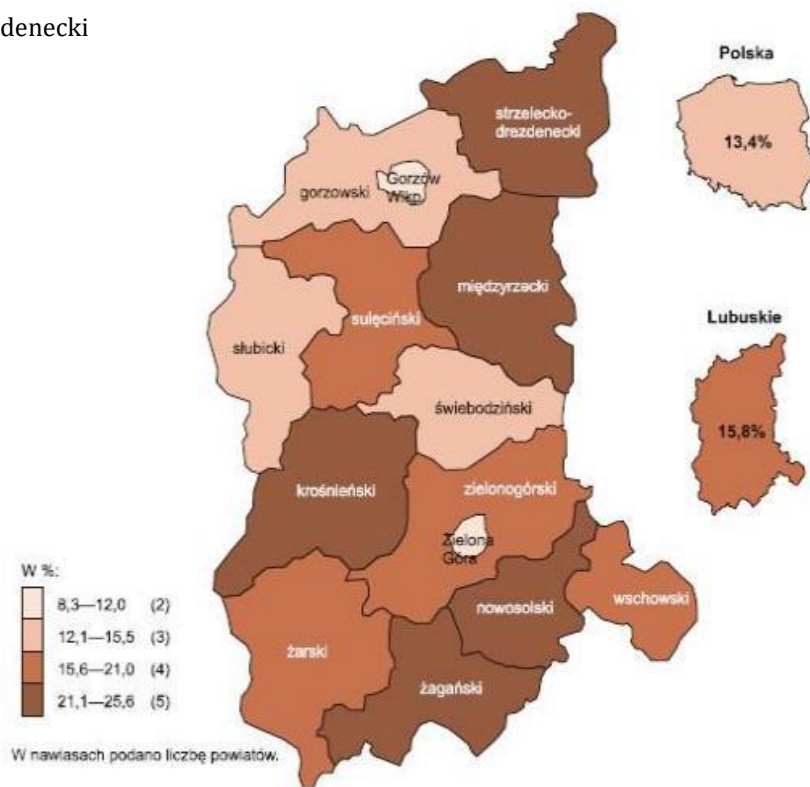 denecki
Polska
13,4%
strzelecko-
drezdenecki
Gorzów
Wlkp.
gorzowski
międzyrzecki
sulęciński
słubicki
Lubuskie
15,8%
świebodziński
krośnieński
zielonogórski
Zielona
Góra
nowosolski
wschowski
żarski
żagański
W %:
8,3—12,0 (2)
12,1—15,5 (3)
15,6—21,0 (4)
21,1—25,6 (5)
W nawiasach podano liczbę powiatów.